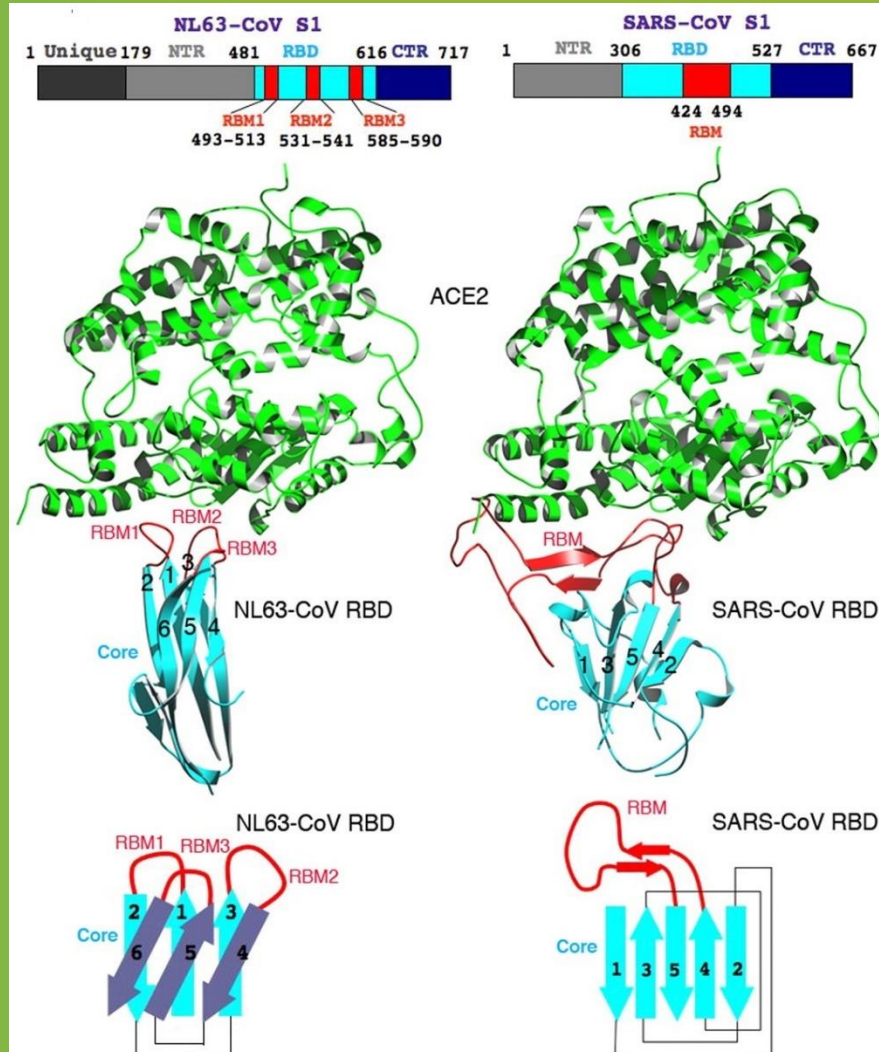 NL63-CoV S1
1 Unique 179 NTR 481 RBD 616 CTR 717
RBM1 RBM2 RBM3
493-513 531-541 585-590
SARS-CoV S1
1 NTR 306 RBD 527 CTR 667
424 494
RBM
ACE2
RBM1
RBM2
RBM3
2 1 3
6 5 4
NL63-CoV RBD
Core
RBM
1 3 5 4 2
SARS-CoV RBD
Core
NL63-CoV RBD
RBM1
RBM3
RBM2
2 1 3
Core
6 5 4
SARS-CoV RBD
RBM
Core
1 3 5 4 2